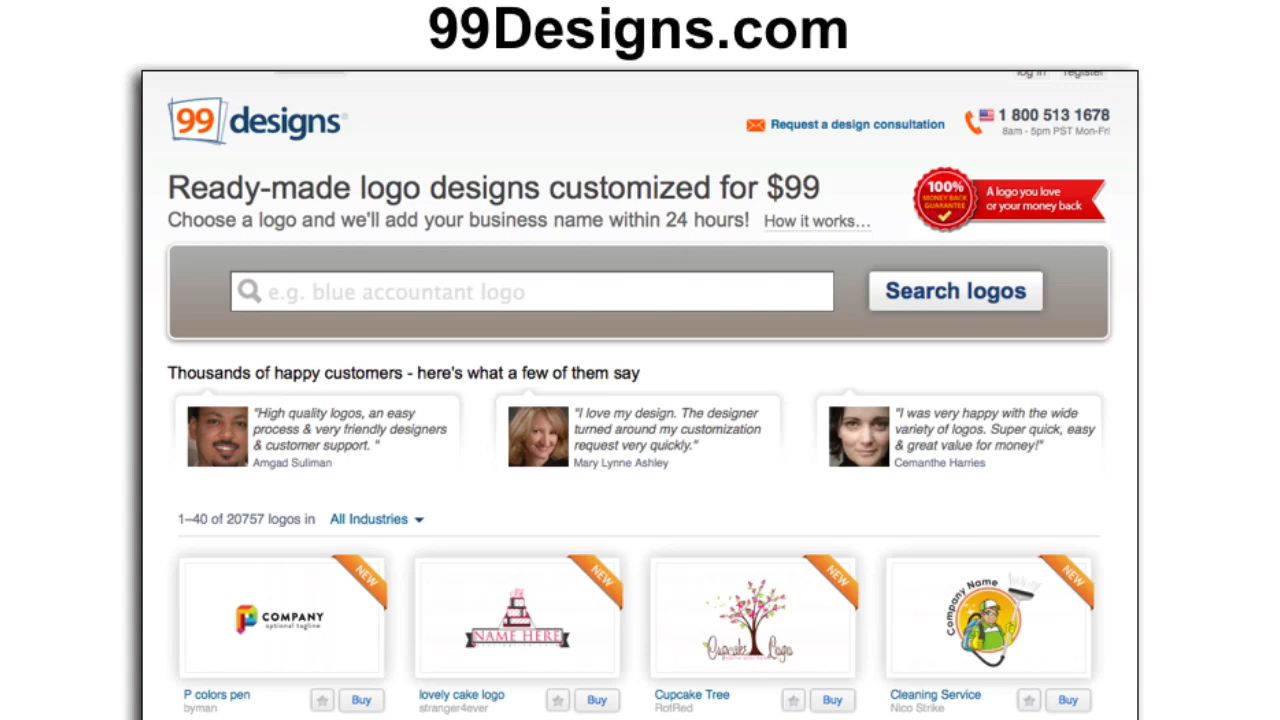 99Designs.com
log in register
99 designs
Request a design consultation
1 800 513 1678
8am - 5pm PST Mon-Fri
Ready-made logo designs customized for $99
Choose a logo and we'll add your business name within 24 hours! How it works...
100%
MONEY BACK
GUARANTEE
A logo you love
or your money back
e.g. blue accountant logo
Search logos
Thousands of happy customers - here's what a few of them say
"High quality logos, an easy
process & very friendly designers
& customer support. "
Amgad Suliman
"I love my design. The designer
turned around my customization
request very quickly."
Mary Lynne Ashley
"I was very happy with the wide
variety of logos. Super quick, easy
& great value for money!"
Cemanthe Harries
1–40 of 20757 logos in All Industries
NEW
COMPANY
optional tagline
NEW
NAME HERE
NEW
Cupcake Logo
NEW
Company Name
P colors pen
byman
Buy
lovely cake logo
stranger4ever
Buy
Cupcake Tree
RotRed
Buy
Cleaning Service
Nico Strike
Buy